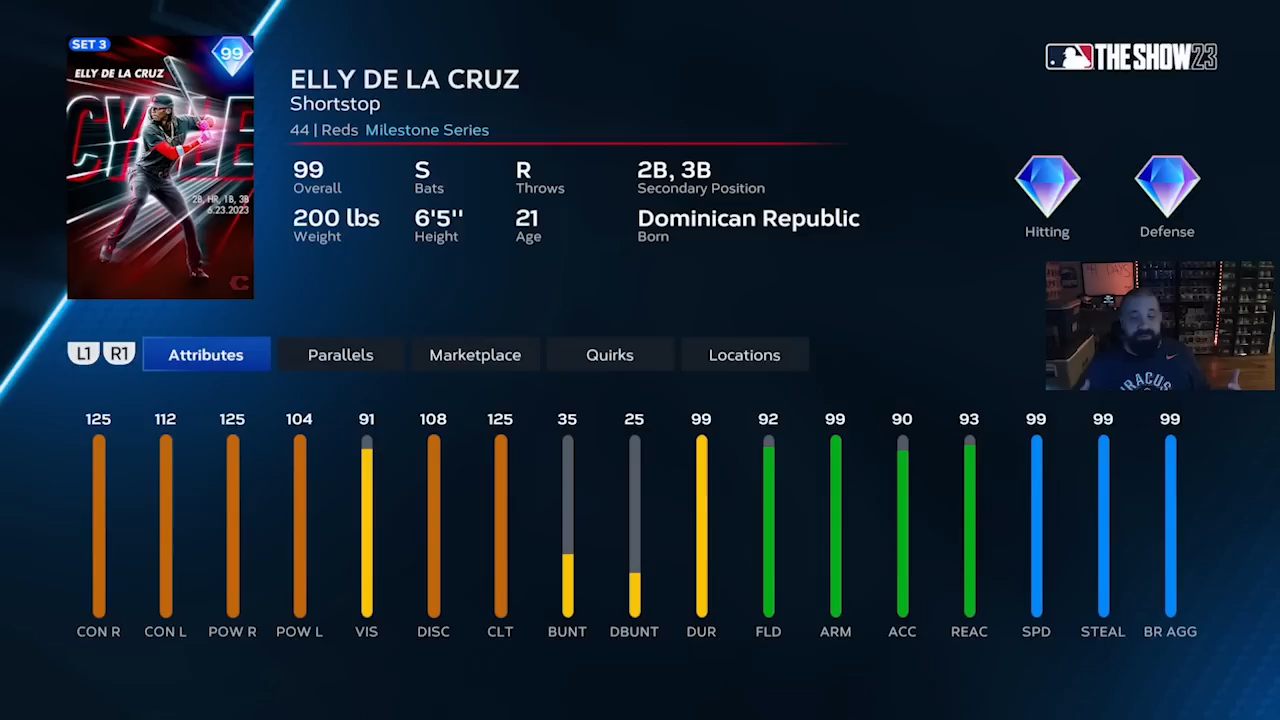 SET 3
99
ELLY DE LA CRUZ
CYCLE
2B, HR, 1B, 3B
6.23.2023
ELLY DE LA CRUZ
Shortstop
44 | Reds Milestone Series
99 S R 2B, 3B
Overall Bats Throws Secondary Position
200 lbs 6'5'' 21 Dominican Republic
Weight Height Age Born
THE SHOW 23
Hitting Defense
41 DAYS
L1 R1 Attributes Parallels Marketplace Quirks Locations
125 112 125 104 91 108 125 35 25 99 92 99 90 93 99 99 99
CON R CON L POW R POW L VIS DISC CLT BUNT DBUNT DUR FLD ARM ACC REAC SPD STEAL BR AGG